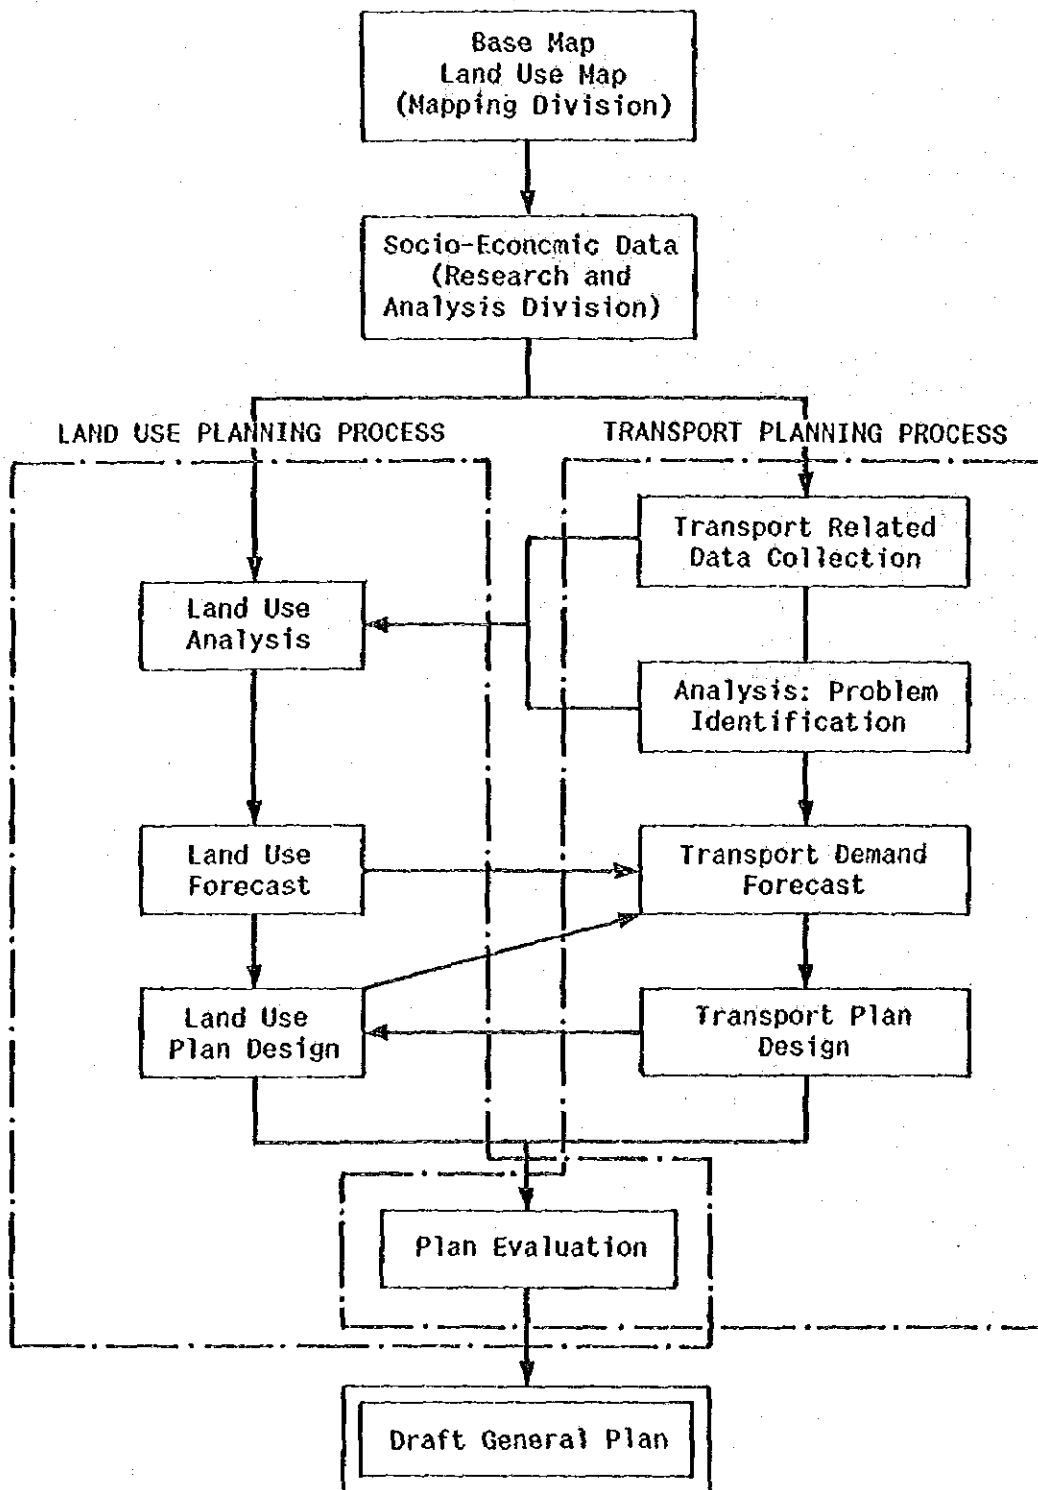 Base Map
Land Use Map
(Mapping Division)
Socio-Economic Data
(Research and
Analysis Division)
LAND USE PLANNING PROCESS
TRANSPORT PLANNING PROCESS
Transport Related
Data Collection
Land Use
Analysis
Analysis: Problem
Identification
Land Use
Forecast
Transport Demand
Forecast
Land Use
Plan Design
Transport Plan
Design
Plan Evaluation
Draft General Plan